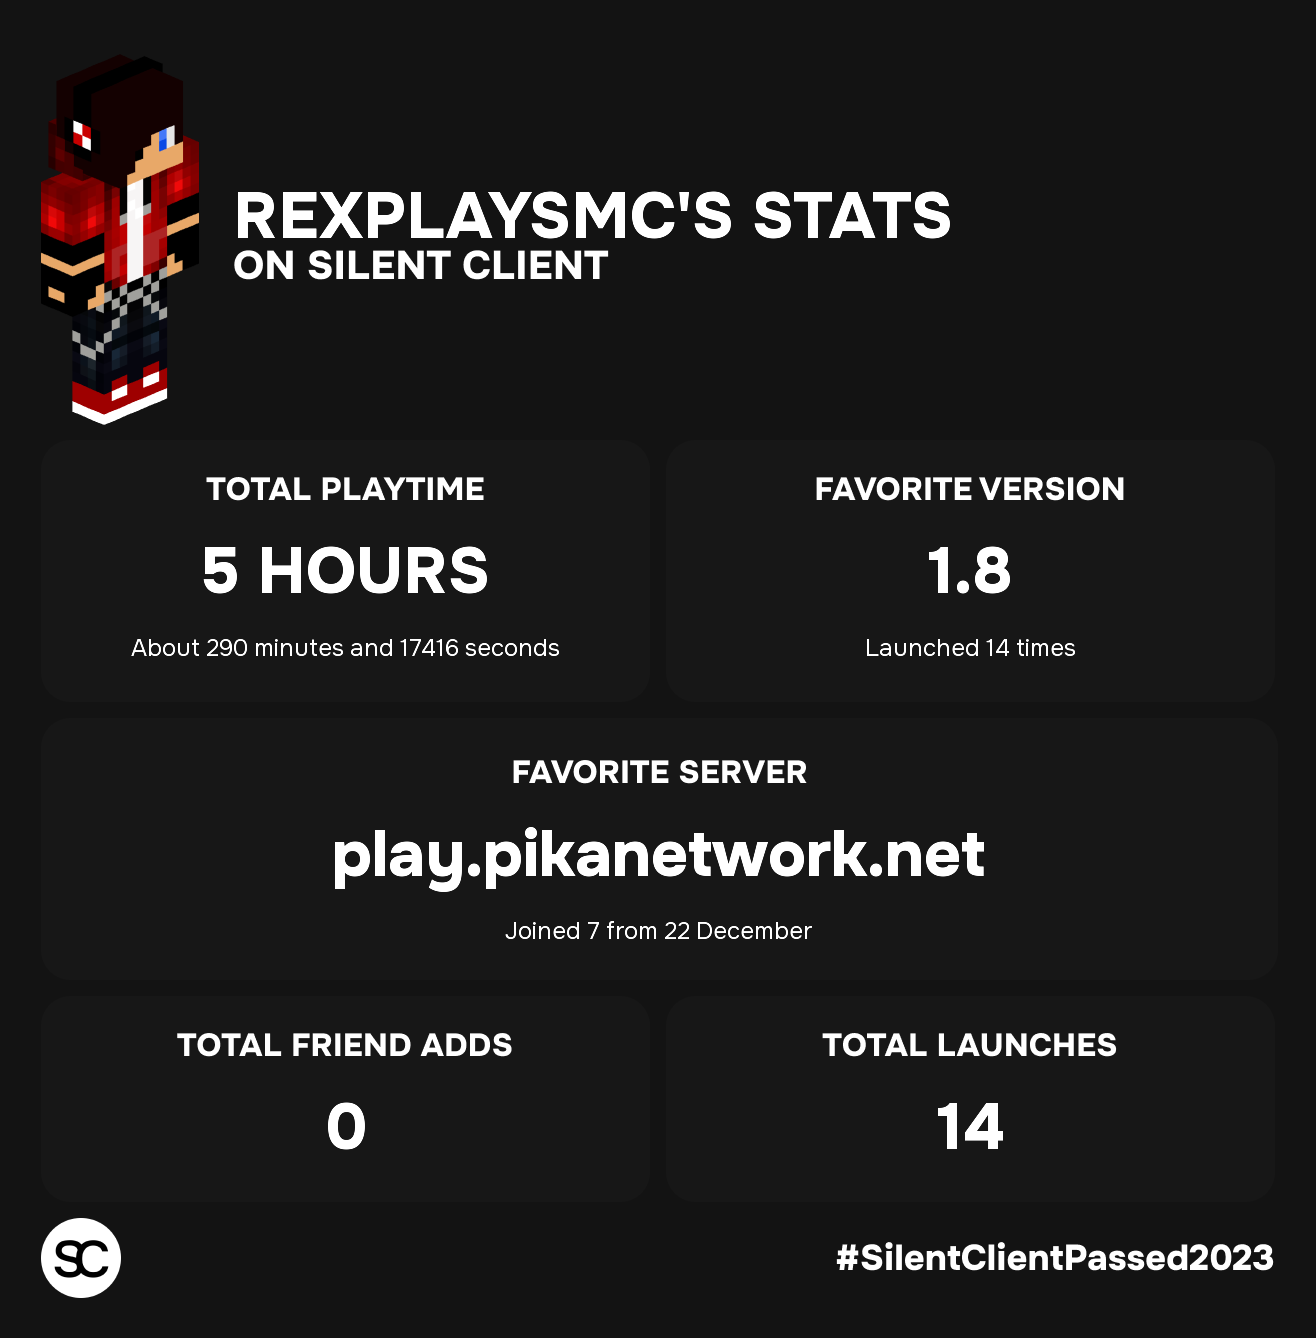 REXPLAYSMC'S STATS
ON SILENT CLIENT
TOTAL PLAYTIME
5 HOURS
About 290 minutes and 17416 seconds
FAVORITE VERSION
1.8
Launched 14 times
FAVORITE SERVER
play.pikanetwork.net
Joined 7 from 22 December
TOTAL FRIEND ADDS
0
TOTAL LAUNCHES
14
SC
#SilentClientPassed2023